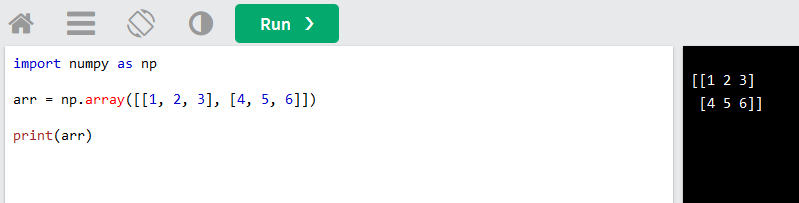 Run ❯
import numpy as np
arr = np.array([[1, 2, 3], [4, 5, 6]])
print(arr)
[[1 2 3]
 [4 5 6]]